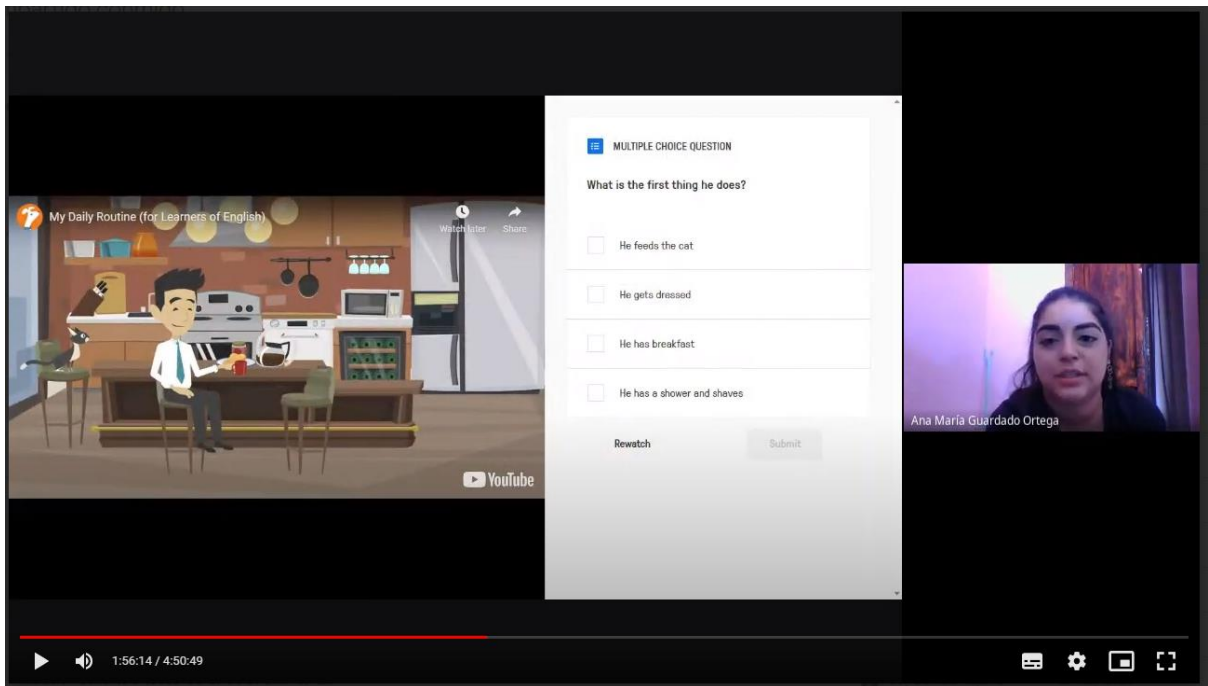 My Daily Routine (for Learners of English)
Watch later Share
YouTube
MULTIPLE CHOICE QUESTION
What is the first thing he does?
He feeds the cat
He gets dressed
He has breakfast
He has a shower and shaves
Rewatch Submit
Ana María Guardado Ortega
1:56:14 / 4:50:49